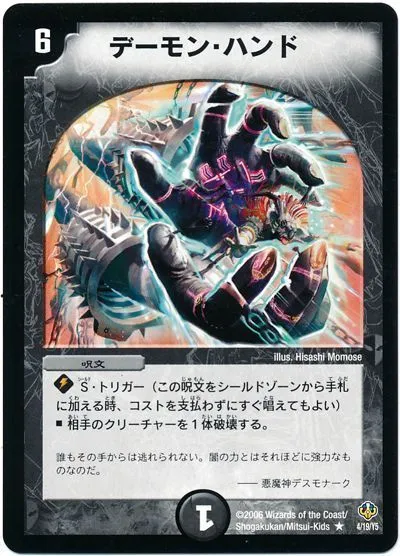 6
デーモン・ハンド
illus. Hisashi Momose
呪文
S・トリガー（この呪文をシールドゾーンから手札
に加える時、コストを支払わずにすぐ唱えてもよい）
■相手のクリーチャーを1体破壊する。
誰もその手からは逃れられない。闇の力とはそれほどに強力な
ものなのだ。
── 悪魔神デスモナーク
1
©2006 Wizards of the Coast/
Shogakukan/Mitsui-Kids ★ 4/19/Y5